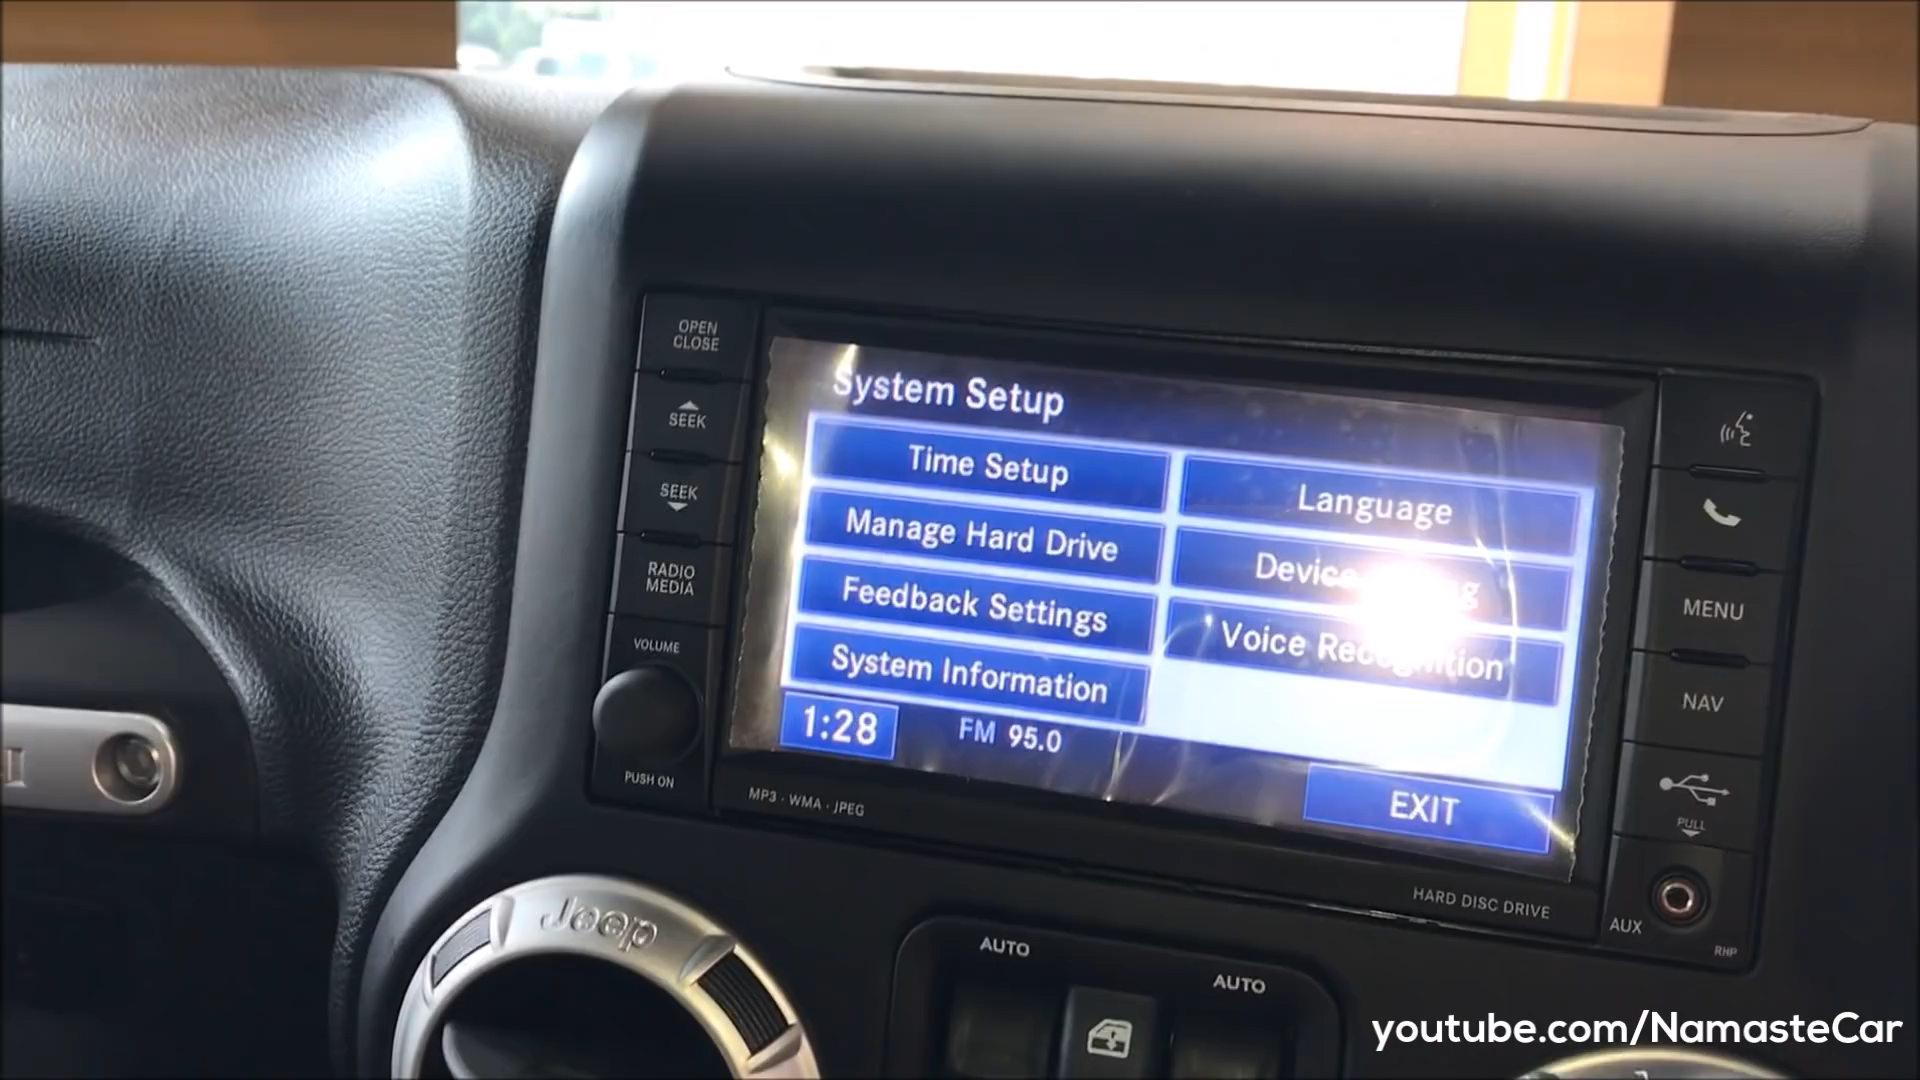 OPEN
CLOSE
SEEK
SEEK
RADIO
MEDIA
VOLUME
PUSH ON
System Setup
Time Setup
Language
Manage Hard Drive
Feedback Settings
Voice Recognition
System Information
1:28
FM 95.0
EXIT
MP3 · WMA · JPEG
HARD DISC DRIVE
MENU
NAV
PULL
AUX
RHP
Jeep
AUTO
AUTO
youtube.com/NamasteCar